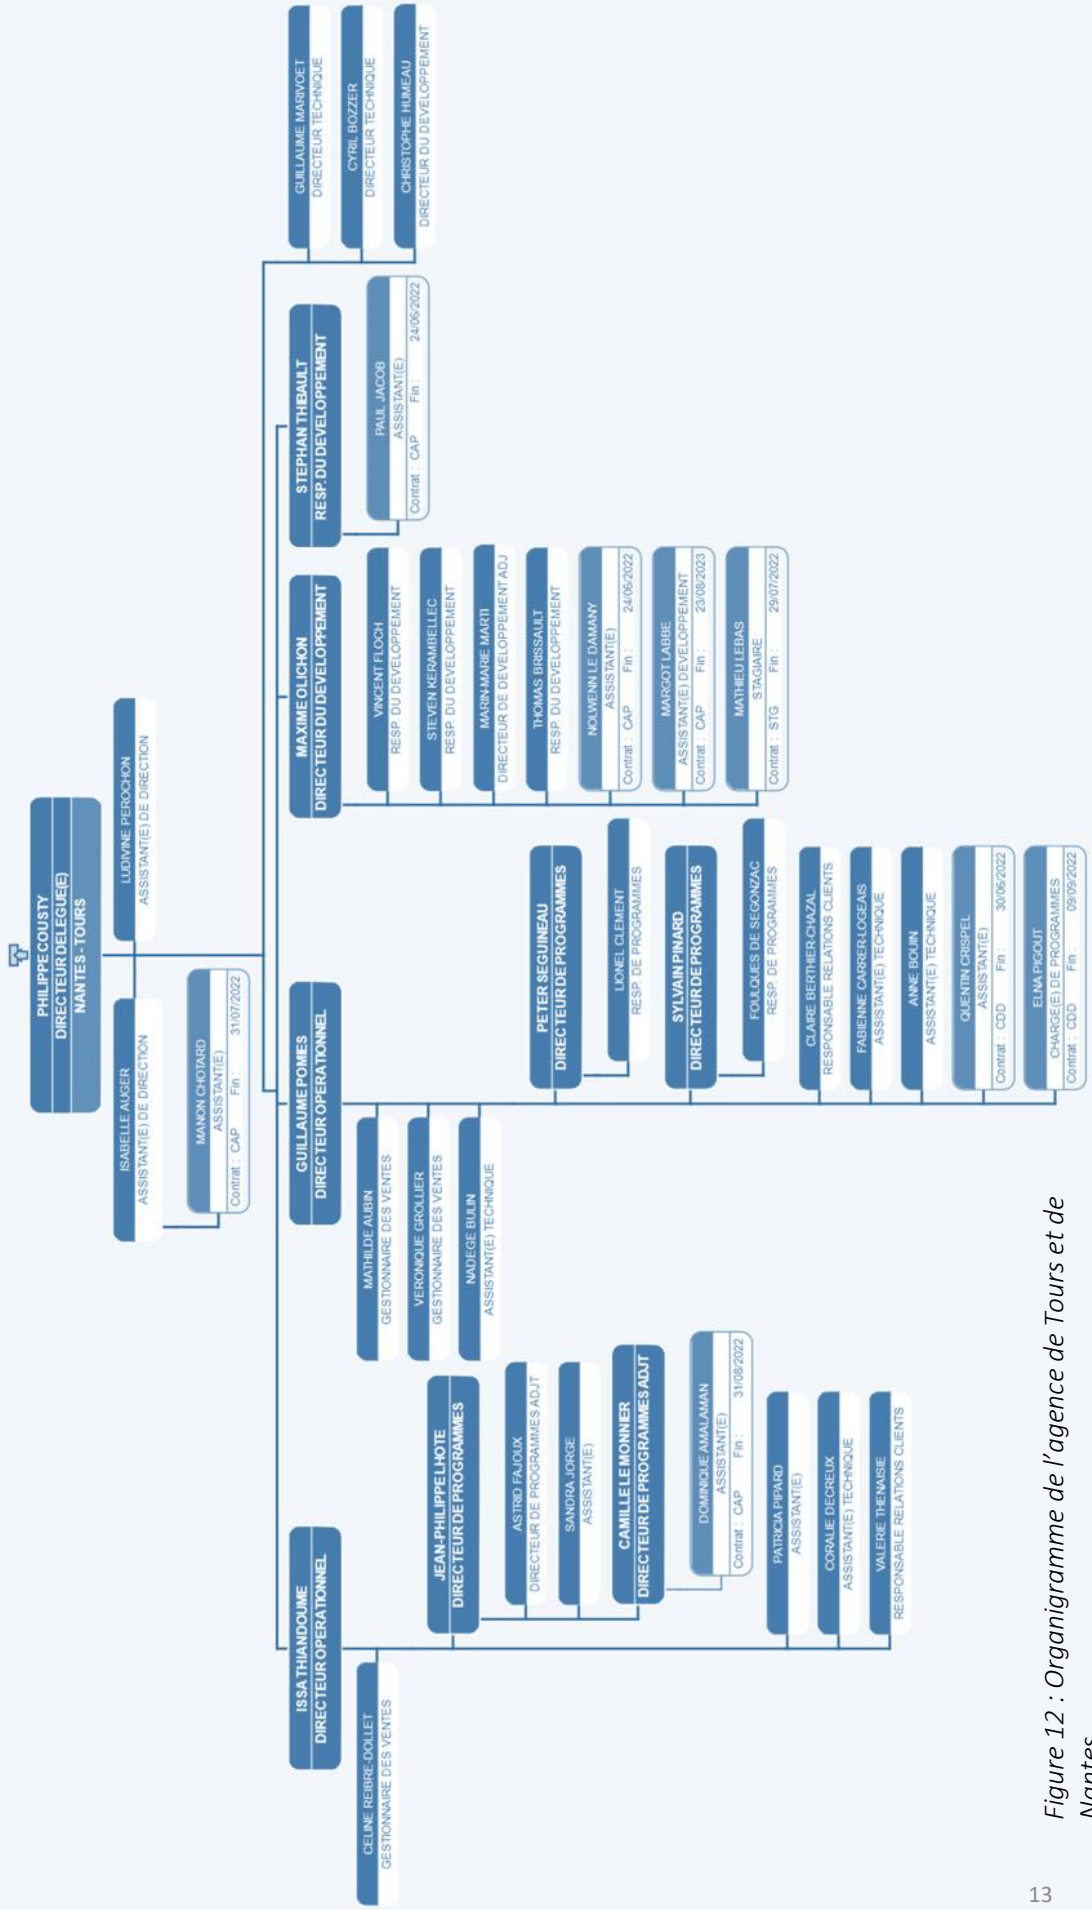 PHILIPPE COUSTY
DIRECTEUR DELEGUE(E)
NANTES - TOURS
ISABELLE AUGER
ASSISTANT(E) DE DIRECTION
LUDIVINE PEROCHON
ASSISTANT(E) DE DIRECTION
MANON CHOTARD
ASSISTANT(E)
Contrat : CAP Fin : 31/07/2022
ISSA THIANDOUME
DIRECTEUR OPERATIONNEL
CELINE REIBRE-DOLLET
GESTIONNAIRE DES VENTES
JEAN-PHILIPPE LHOTE
DIRECTEUR DE PROGRAMMES
ASTRID FAJOUX
DIRECTEUR DE PROGRAMMES ADJT
SANDRA JORGE
ASSISTANT(E)
CAMILLE LE MONNIER
DIRECTEUR DE PROGRAMMES ADJT
DOMINIQUE AMALAMAN
ASSISTANT(E)
Contrat : CAP Fin : 31/08/2022
PATRICIA PIPARD
ASSISTANT(E)
CORALIE DECREUX
ASSISTANT(E) TECHNIQUE
VALERIE THENAISIE
RESPONSABLE RELATIONS CLIENTS
GUILLAUME POMIES
DIRECTEUR OPERATIONNEL
MATHILDE AUBIN
GESTIONNAIRE DES VENTES
VERONIQUE GROLLIER
GESTIONNAIRE DES VENTES
NADEGE BULIN
ASSISTANT(E) TECHNIQUE
PETER SEGUINEAU
DIRECTEUR DE PROGRAMMES
LIONEL CLEMENT
RESP. DE PROGRAMMES
SYLVAIN PINARD
DIRECTEUR DE PROGRAMMES
FOULQUES DE SEGONZAC
RESP. DE PROGRAMMES
CLAIRE BERTHIER-CHAZAL
RESPONSABLE RELATIONS CLIENTS
FABIENNE CARRER-LOGEAIS
ASSISTANT(E) TECHNIQUE
ANNE BOUIN
ASSISTANT(E) TECHNIQUE
QUENTIN CRISPEL
ASSISTANT(E)
Contrat : CDD Fin : 30/06/2022
ELNA PIGOUT
CHARGE(E) DE PROGRAMMES
Contrat : CDD Fin : 09/09/2022
MAXIME OLICHON
DIRECTEUR DU DEVELOPPEMENT
VINCENT FLOCH
RESP. DU DEVELOPPEMENT
STEVEN KERAMBELLEC
RESP. DU DEVELOPPEMENT
MARIN-MARIE MARTI
DIRECTEUR DE DEVELOPPEMENT ADJ
THOMAS BRISSAULT
RESP. DU DEVELOPPEMENT
NOLWENN LE DAMANY
ASSISTANT(E)
Contrat : CAP Fin : 24/06/2022
MARGOT LABBE
ASSISTANT(E) DEVELOPPEMENT
Contrat : CAP Fin : 23/08/2023
MATHIEU LEBAS
STAGIAIRE
Contrat : STG Fin : 29/07/2022
STEPHAN THIBAULT
RESP. DU DEVELOPPEMENT
PAUL JACOB
ASSISTANT(E)
Contrat : CAP Fin : 24/06/2022
GUILLAUME MARIVOET
DIRECTEUR TECHNIQUE
CYRIL BOZZER
DIRECTEUR TECHNIQUE
CHRISTOPHE HUMEAU
DIRECTEUR DU DEVELOPPEMENT
Figure 12 : Organigramme de l'agence de Tours et de
Nantes
13